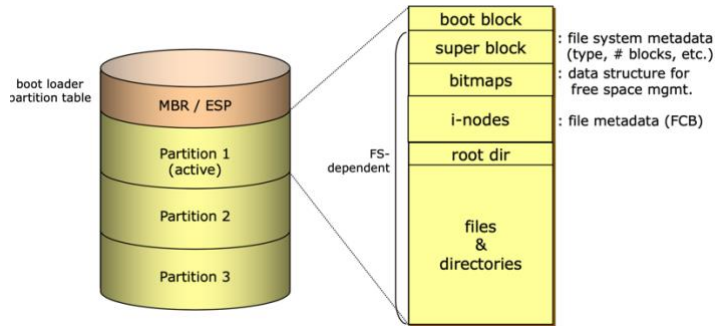 boot loader
partition table
MBR / ESP
Partition 1
(active)
Partition 2
Partition 3
FS-
dependent
boot block
super block
bitmaps
i-nodes
root dir
files
&
directories
: file system metadata
(type, # blocks, etc.)
: data structure for
free space mgmt.
: file metadata (FCB)